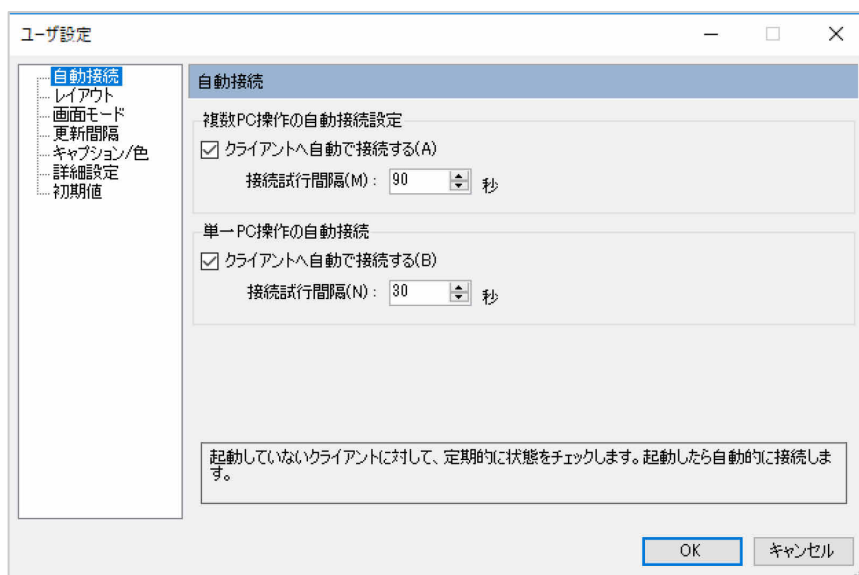 ユーザ設定
自動接続
レイアウト
画面モード
更新間隔
キャプション/色
詳細設定
初期値
自動接続
複数PC操作の自動接続設定
クライアントへ自動で接続する(A)
接続試行間隔(M): 90 秒
単一PC操作の自動接続
クライアントへ自動で接続する(B)
接続試行間隔(N): 30 秒
起動していないクライアントに対して、定期的に状態をチェックします。起動したら自動的に接続しま
す。
OK キャンセル